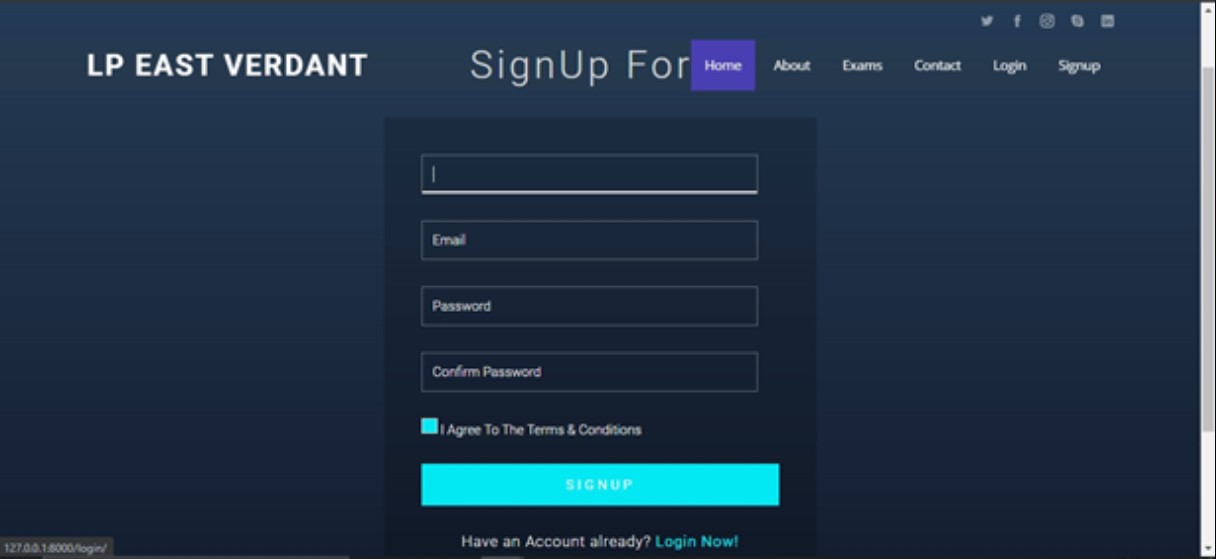 LP EAST VERDANT
SignUp For
Home About Exams Contact Login Signup
Email
Password
Confirm Password
I Agree To The Terms & Conditions
SIGNUP
Have an Account already? Login Now!
127.0.0.1:8000/login/